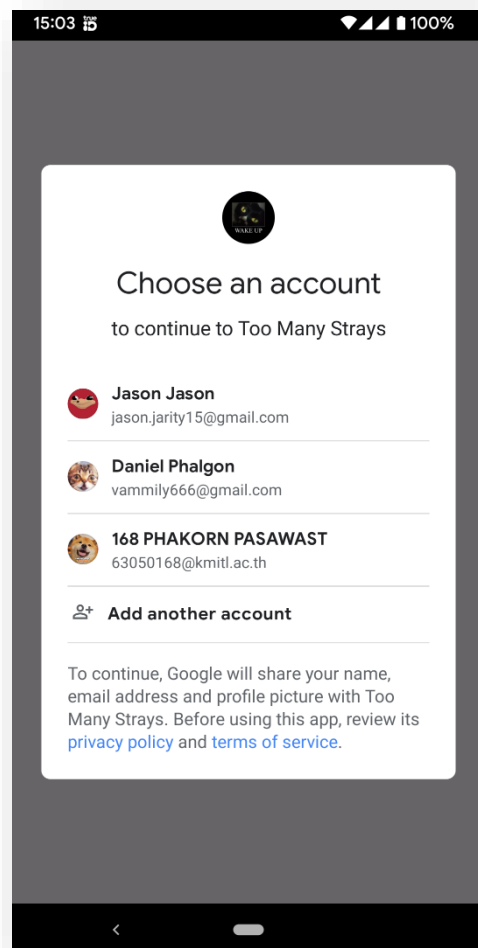 15:03 true iD 100%
WAKE UP
Choose an account
to continue to Too Many Strays
Jason Jason
jason.jarity15@gmail.com
Daniel Phalgon
vammily666@gmail.com
168 PHAKORN PASAWAST
63050168@kmitl.ac.th
Add another account
To continue, Google will share your name,
email address and profile picture with Too
Many Strays. Before using this app, review its
privacy policy and terms of service.